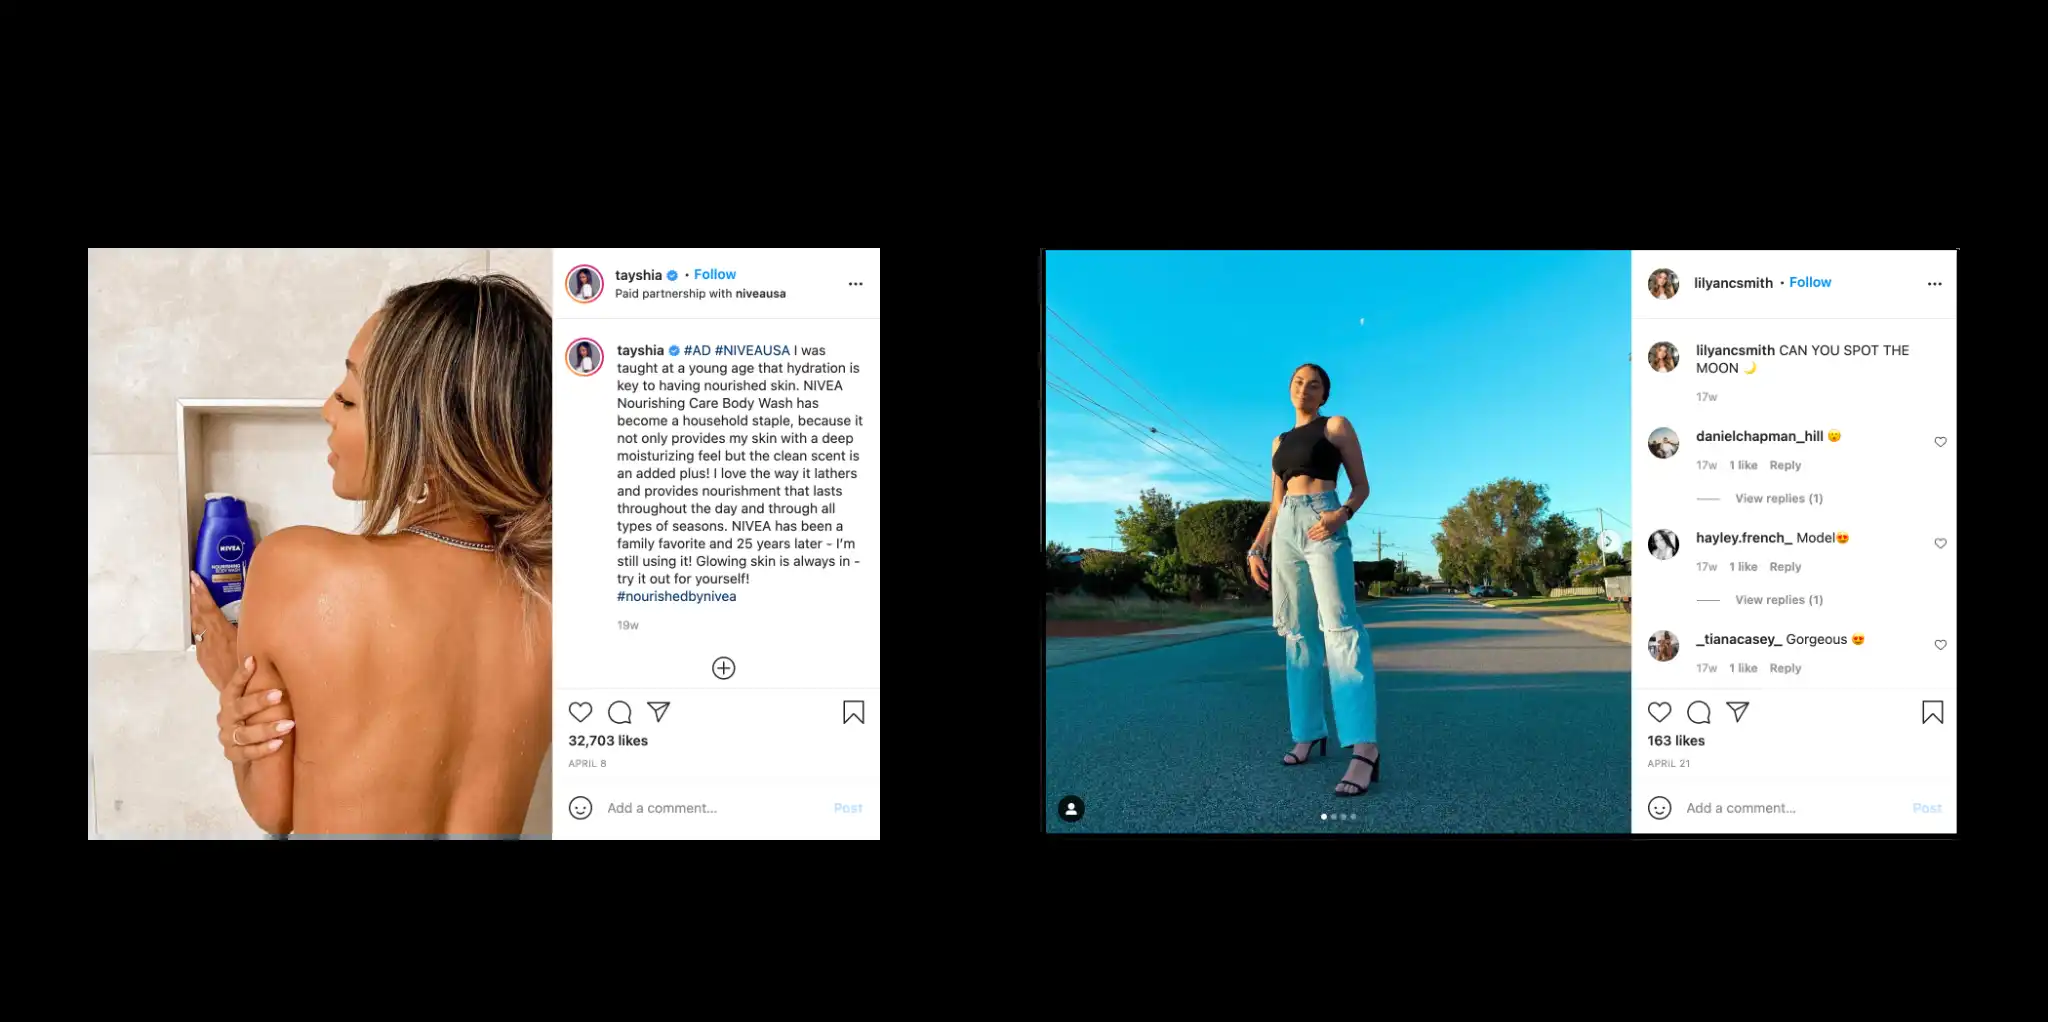 tayshia • Follow
Paid partnership with niveausa
tayshia #AD #NIVEAUSA I was
taught at a young age that hydration is
key to having nourished skin. NIVEA
Nourishing Care Body Wash has
become a household staple, because it
not only provides my skin with a deep
moisturizing feel but the clean scent is
an added plus! I love the way it lathers
and provides nourishment that lasts
throughout the day and through all
types of seasons. NIVEA has been a
family favorite and 25 years later - I'm
still using it! Glowing skin is always in -
try it out for yourself!
#nourishedbynivea
19w
32,703 likes
APRIL 8
Add a comment...
Post
NIVEA
NOURISHING
BODY WASH
lilyancsmith • Follow
lilyancsmith CAN YOU SPOT THE
MOON 🌙
17w
danielchapman_hill 😮
17w 1 like Reply
View replies (1)
hayley.french_ Model😍
17w 1 like Reply
View replies (1)
_tianacasey_ Gorgeous 😍
17w 1 like Reply
163 likes
APRIL 21
Add a comment...
Post